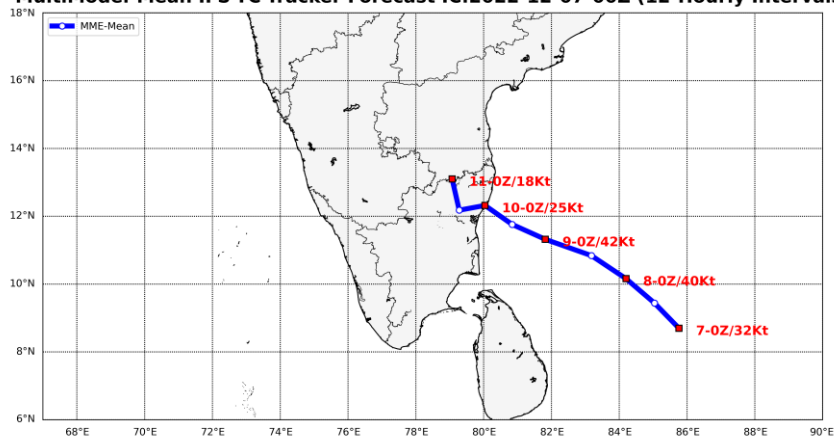 MultiModel Mean IPS TC Tracker Forecast IC:2022-12-07-00Z (12-hourly Interval
18°N
MME-Mean
16°N
14°N
11-0Z/18Kt
12°N
10-0Z/25Kt
9-0Z/42Kt
10°N
8-0Z/40Kt
7-0Z/32Kt
8°N
6°N
68°E 70°E 72°E 74°E 76°E 78°E 80°E 82°E 84°E 86°E 88°E 90°E